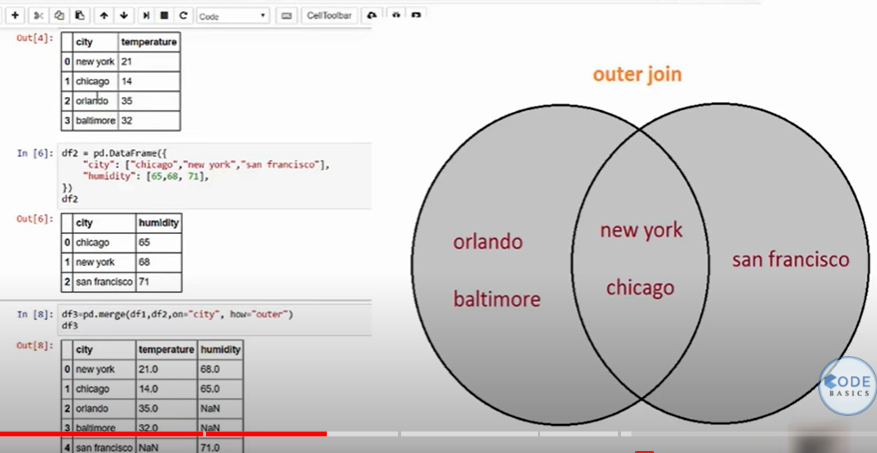 Code
CellToolbar
Out[4]:
city temperature
0 new york 21
1 chicago 14
2 orlando 35
3 baltimore 32
In [6]: df2 = pd.DataFrame({
"city": ["chicago","new york","san francisco"],
"humidity": [65,68, 71],
})
df2
Out[6]:
city humidity
0 chicago 65
1 new york 68
2 san francisco 71
In [8]: df3=pd.merge(df1,df2,on="city", how="outer")
df3
Out[8]:
city temperature humidity
0 new york 21.0 68.0
1 chicago 14.0 65.0
2 orlando 35.0 NaN
3 baltimore 32.0 NaN
4 san francisco NaN 71.0
outer join
orlando
baltimore
new york
chicago
san francisco
CODE
BASICS